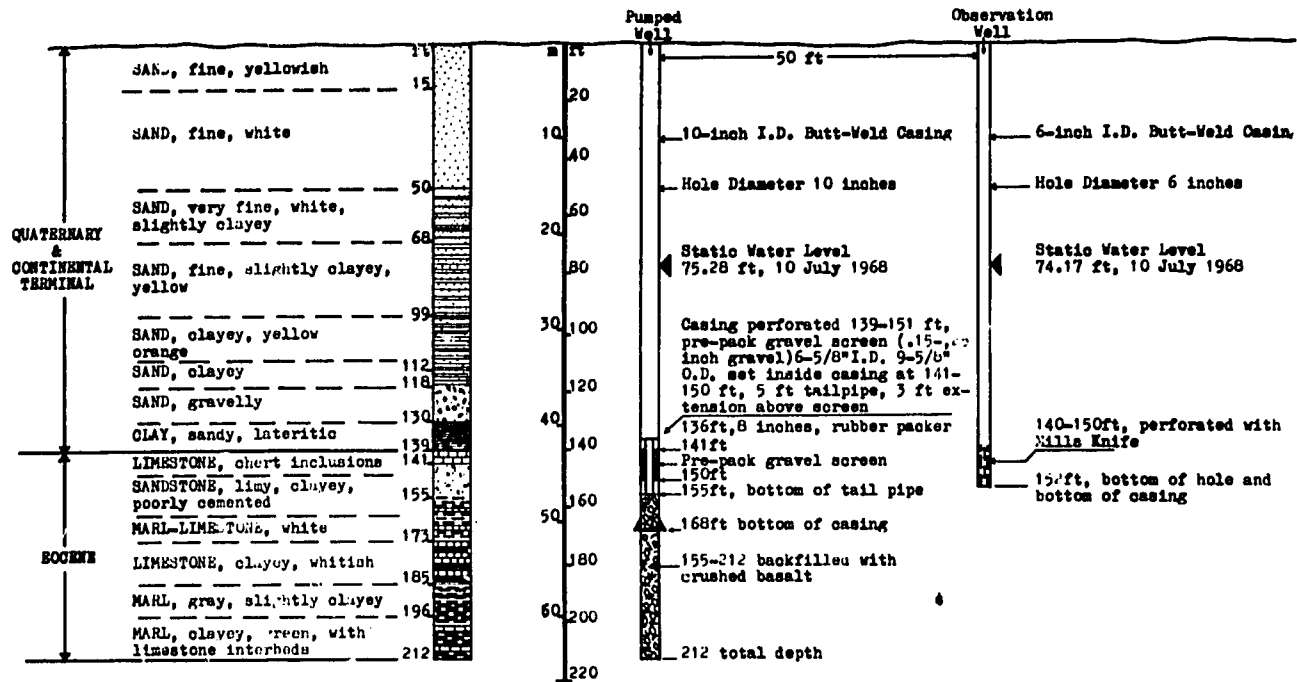 Pumped
Well
Observation
Well
50 ft
QUATERNARY
&
CONTINENTAL
TERMINAL
EOCENE
SAND, fine, yellowish
15
SAND, fine, white
50
SAND, very fine, white,
slightly clayey
68
SAND, fine, slightly clayey,
yellow
99
SAND, clayey, yellow
orange
112
SAND, clayey
118
SAND, gravelly
130
CLAY, sandy, lateritic
139
LIMESTONE, chert inclusions
141
SANDSTONE, limy, clayey,
poorly cemented
155
MARL-LIMESTONE, white
173
LIMESTONE, clayey, whitish
185
MARL, gray, slightly clayey
196
MARL, clayey, green, with
limestone interbeds
212
m ft
20
10
40
60
20
80
30 100
120
40
140
160
50
180
60 200
220
10-inch I.D. Butt-Weld Casing
Hole Diameter 10 inches
Static Water Level
75.28 ft, 10 July 1968
Casing perforated 139-151 ft,
pre-pack gravel screen (.15-
inch gravel)6-5/8"I.D. 9-5/8"
O.D. set inside casing at 141-
150 ft, 5 ft tailpipe, 3 ft ex-
tension above screen
136ft,8 inches, rubber packer
141ft
Pre-pack gravel screen
150ft
155ft, bottom of tail pipe
168ft bottom of casing
155-212 backfilled with
crushed basalt
212 total depth
6-inch I.D. Butt-Weld Casin
Hole Diameter 6 inches
Static Water Level
74.17 ft, 10 July 1968
140-150ft, perforated with
Mills Knife
bottom of hole and
bottom of casing